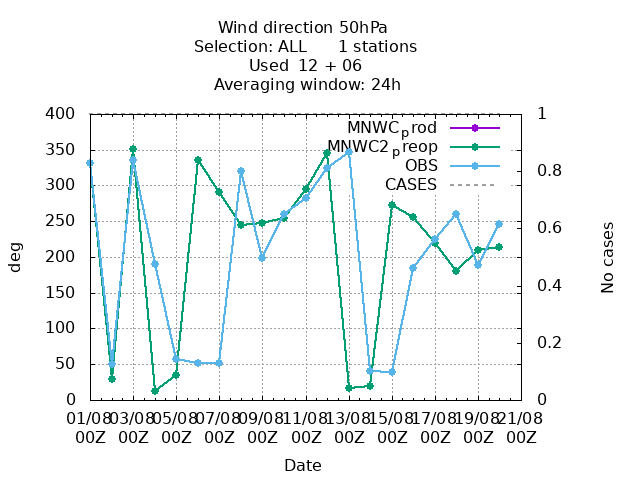 Wind direction 50hPa
Selection: ALL 1 stations
Used 12 + 06
Averaging window: 24h
400 1
MNWCprod
350 MNWC2preop
OBS 0.8
300 CASES
250
0.6
200
deg No cases
150 0.4
100
0.2
50
0 0
01/08 03/08 05/08 07/08 09/08 11/08 13/08 15/08 17/08 19/08 21/08
00Z 00Z 00Z 00Z 00Z 00Z 00Z 00Z 00Z 00Z 00Z
Date